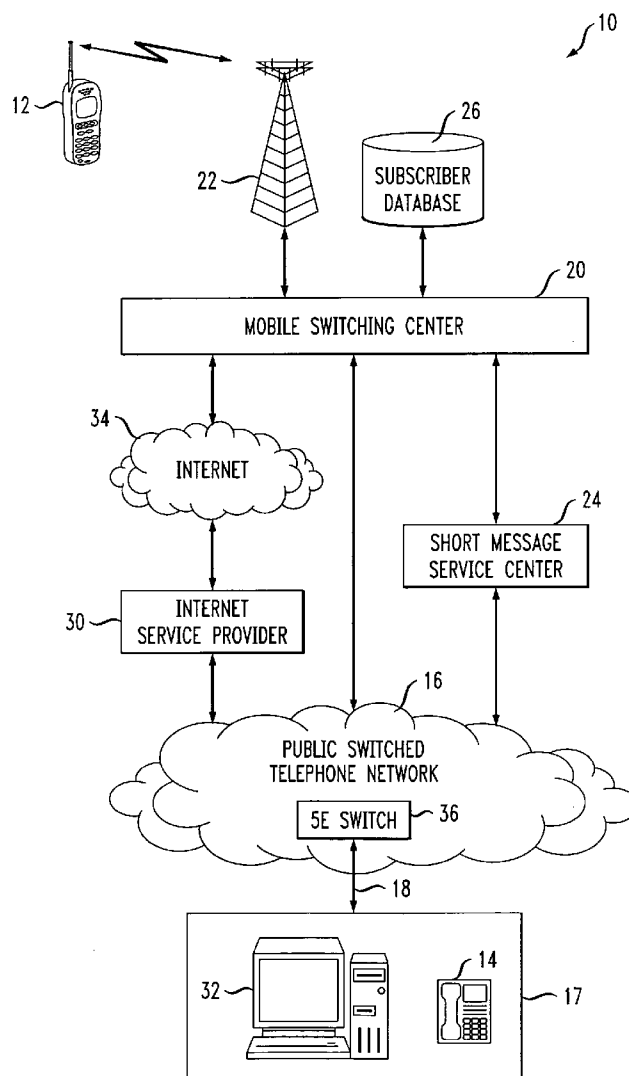 10
12
22
26
SUBSCRIBER
DATABASE
20
MOBILE SWITCHING CENTER
34
INTERNET
24
SHORT MESSAGE
SERVICE CENTER
30
INTERNET
SERVICE PROVIDER
16
PUBLIC SWITCHED
TELEPHONE NETWORK
5E SWITCH
36
18
32
14
17